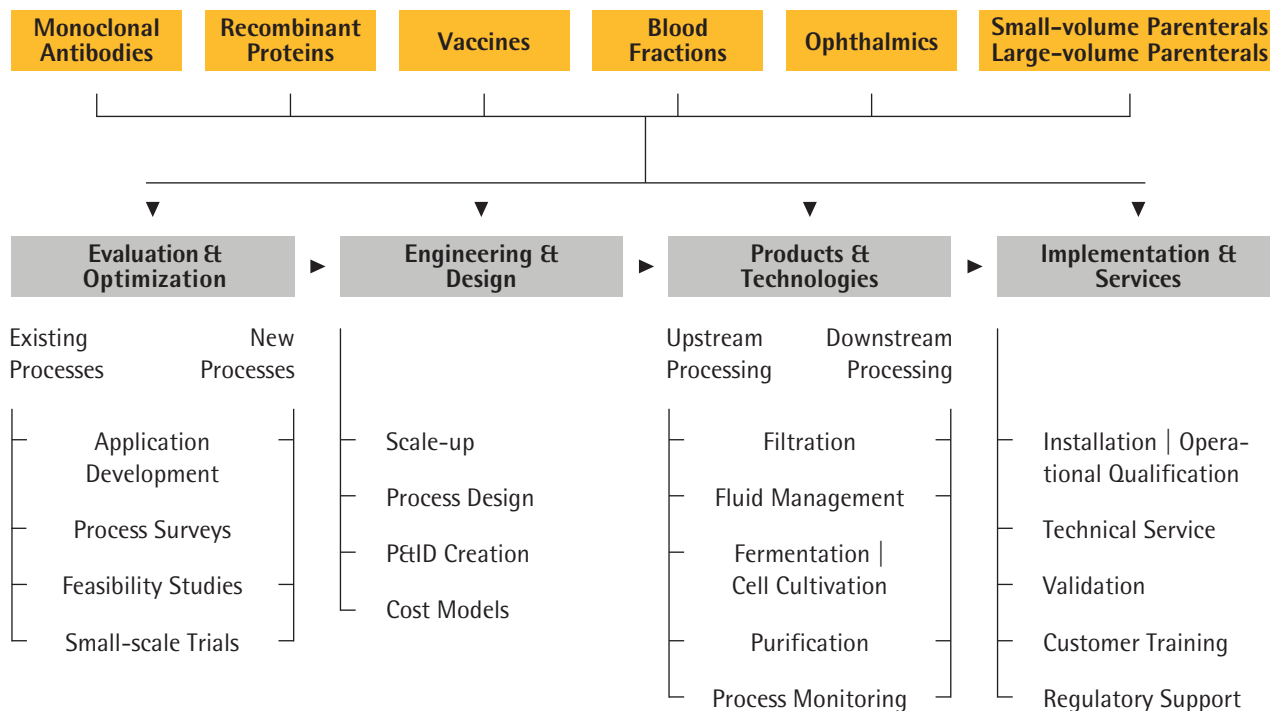 Monoclonal
Antibodies
Recombinant
Proteins
Vaccines
Blood
Fractions
Ophthalmics
Small-volume Parenterals
Large-volume Parenterals
Evaluation &
Optimization
Engineering &
Design
Products &
Technologies
Implementation &
Services
Existing
Processes
New
Processes
Application
Development
Process Surveys
Feasibility Studies
Small-scale Trials
Scale-up
Process Design
P&ID Creation
Cost Models
Upstream
Processing
Downstream
Processing
Filtration
Fluid Management
Fermentation |
Cell Cultivation
Purification
Process Monitoring
Installation | Opera-
tional Qualification
Technical Service
Validation
Customer Training
Regulatory Support